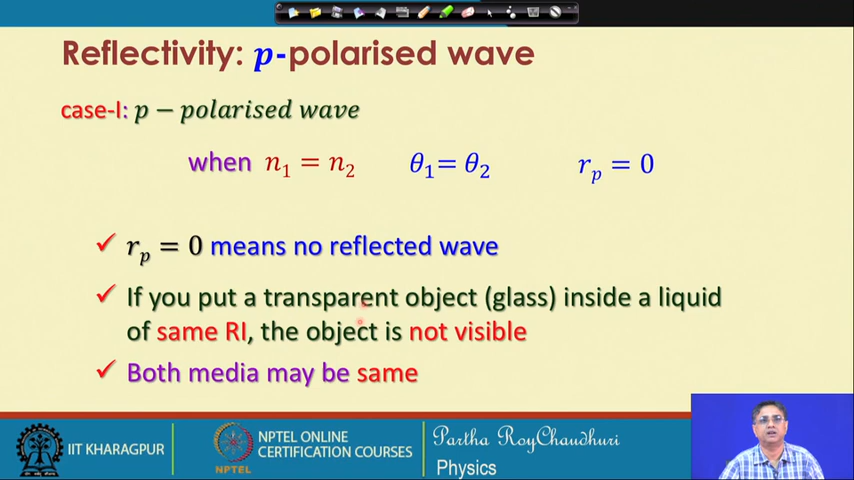 Reflectivity: p-polarised wave
case-I: p − polarised wave
when n₁ = n₂ θ₁= θ₂ rₚ = 0
✓ rₚ = 0 means no reflected wave
✓ If you put a transparent object (glass) inside a liquid
of same RI, the object is not visible
✓ Both media may be same
IIT KHARAGPUR
NPTEL
NPTEL ONLINE
CERTIFICATION COURSES
Partha RoyChaudhuri
Physics